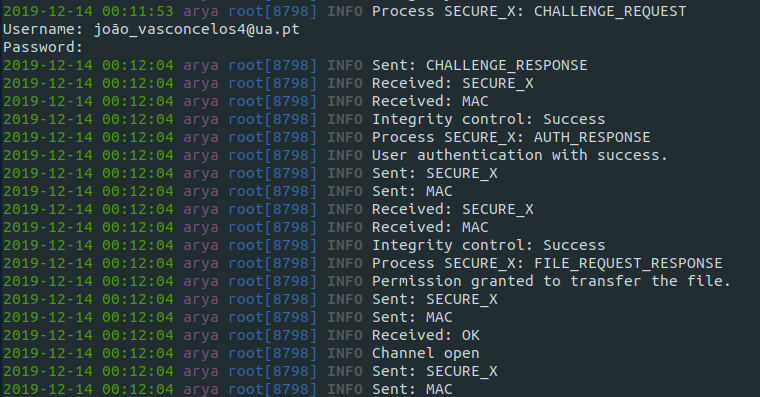 2019-12-14 00:11:53 arya root[8798] INFO Process SECURE_X: CHALLENGE_REQUEST
Username: joão_vasconcelos4@ua.pt
Password:
2019-12-14 00:12:04 arya root[8798] INFO Sent: CHALLENGE_RESPONSE
2019-12-14 00:12:04 arya root[8798] INFO Received: SECURE_X
2019-12-14 00:12:04 arya root[8798] INFO Received: MAC
2019-12-14 00:12:04 arya root[8798] INFO Integrity control: Success
2019-12-14 00:12:04 arya root[8798] INFO Process SECURE_X: AUTH_RESPONSE
2019-12-14 00:12:04 arya root[8798] INFO User authentication with success.
2019-12-14 00:12:04 arya root[8798] INFO Sent: SECURE_X
2019-12-14 00:12:04 arya root[8798] INFO Sent: MAC
2019-12-14 00:12:04 arya root[8798] INFO Received: SECURE_X
2019-12-14 00:12:04 arya root[8798] INFO Received: MAC
2019-12-14 00:12:04 arya root[8798] INFO Integrity control: Success
2019-12-14 00:12:04 arya root[8798] INFO Process SECURE_X: FILE_REQUEST_RESPONSE
2019-12-14 00:12:04 arya root[8798] INFO Permission granted to transfer the file.
2019-12-14 00:12:04 arya root[8798] INFO Sent: SECURE_X
2019-12-14 00:12:04 arya root[8798] INFO Sent: MAC
2019-12-14 00:12:04 arya root[8798] INFO Received: OK
2019-12-14 00:12:04 arya root[8798] INFO Channel open
2019-12-14 00:12:04 arya root[8798] INFO Sent: SECURE_X
2019-12-14 00:12:04 arya root[8798] INFO Sent: MAC